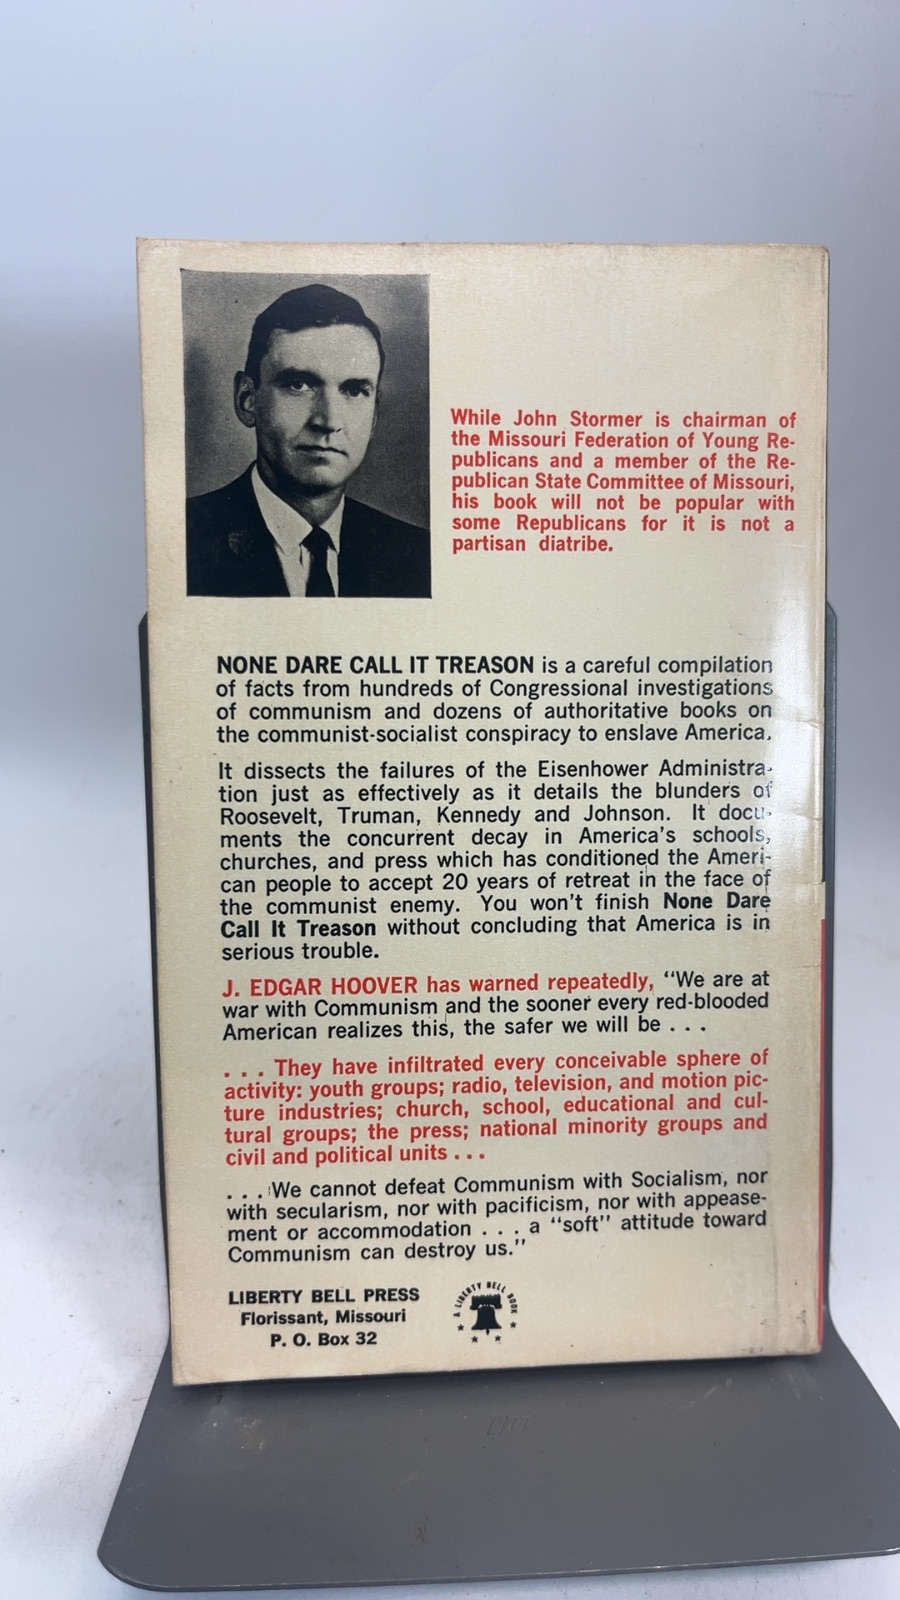 While John Stormer is chairman of
the Missouri Federation of Young Re-
publicans and a member of the Re-
publican State Committee of Missouri,
his book will not be popular with
some Republicans for it is not a
partisan diatribe.
NONE DARE CALL IT TREASON is a careful compilation
of facts from hundreds of Congressional investigations
of communism and dozens of authoritative books on
the communist-socialist conspiracy to enslave America.
It dissects the failures of the Eisenhower Administra-
tion just as effectively as it details the blunders of
Roosevelt, Truman, Kennedy and Johnson. It docu-
ments the concurrent decay in America's schools,
churches, and press which has conditioned the Ameri-
can people to accept 20 years of retreat in the face of
the communist enemy. You won't finish None Dare
Call It Treason without concluding that America is in
serious trouble.
J. EDGAR HOOVER has warned repeatedly, "We are at
war with Communism and the sooner every red-blooded
American realizes this, the safer we will be . . .
. . . They have infiltrated every conceivable sphere of
activity: youth groups; radio, television, and motion pic-
ture industries; church, school, educational and cul-
tural groups; the press; national minority groups and
civil and political units . . .
. . . We cannot defeat Communism with Socialism, nor
with secularism, nor with pacificism, nor with appease-
ment or accommodation . . . a "soft" attitude toward
Communism can destroy us."
LIBERTY BELL PRESS
Florissant, Missouri
P. O. Box 32
A LIBERTY BELL BOOK